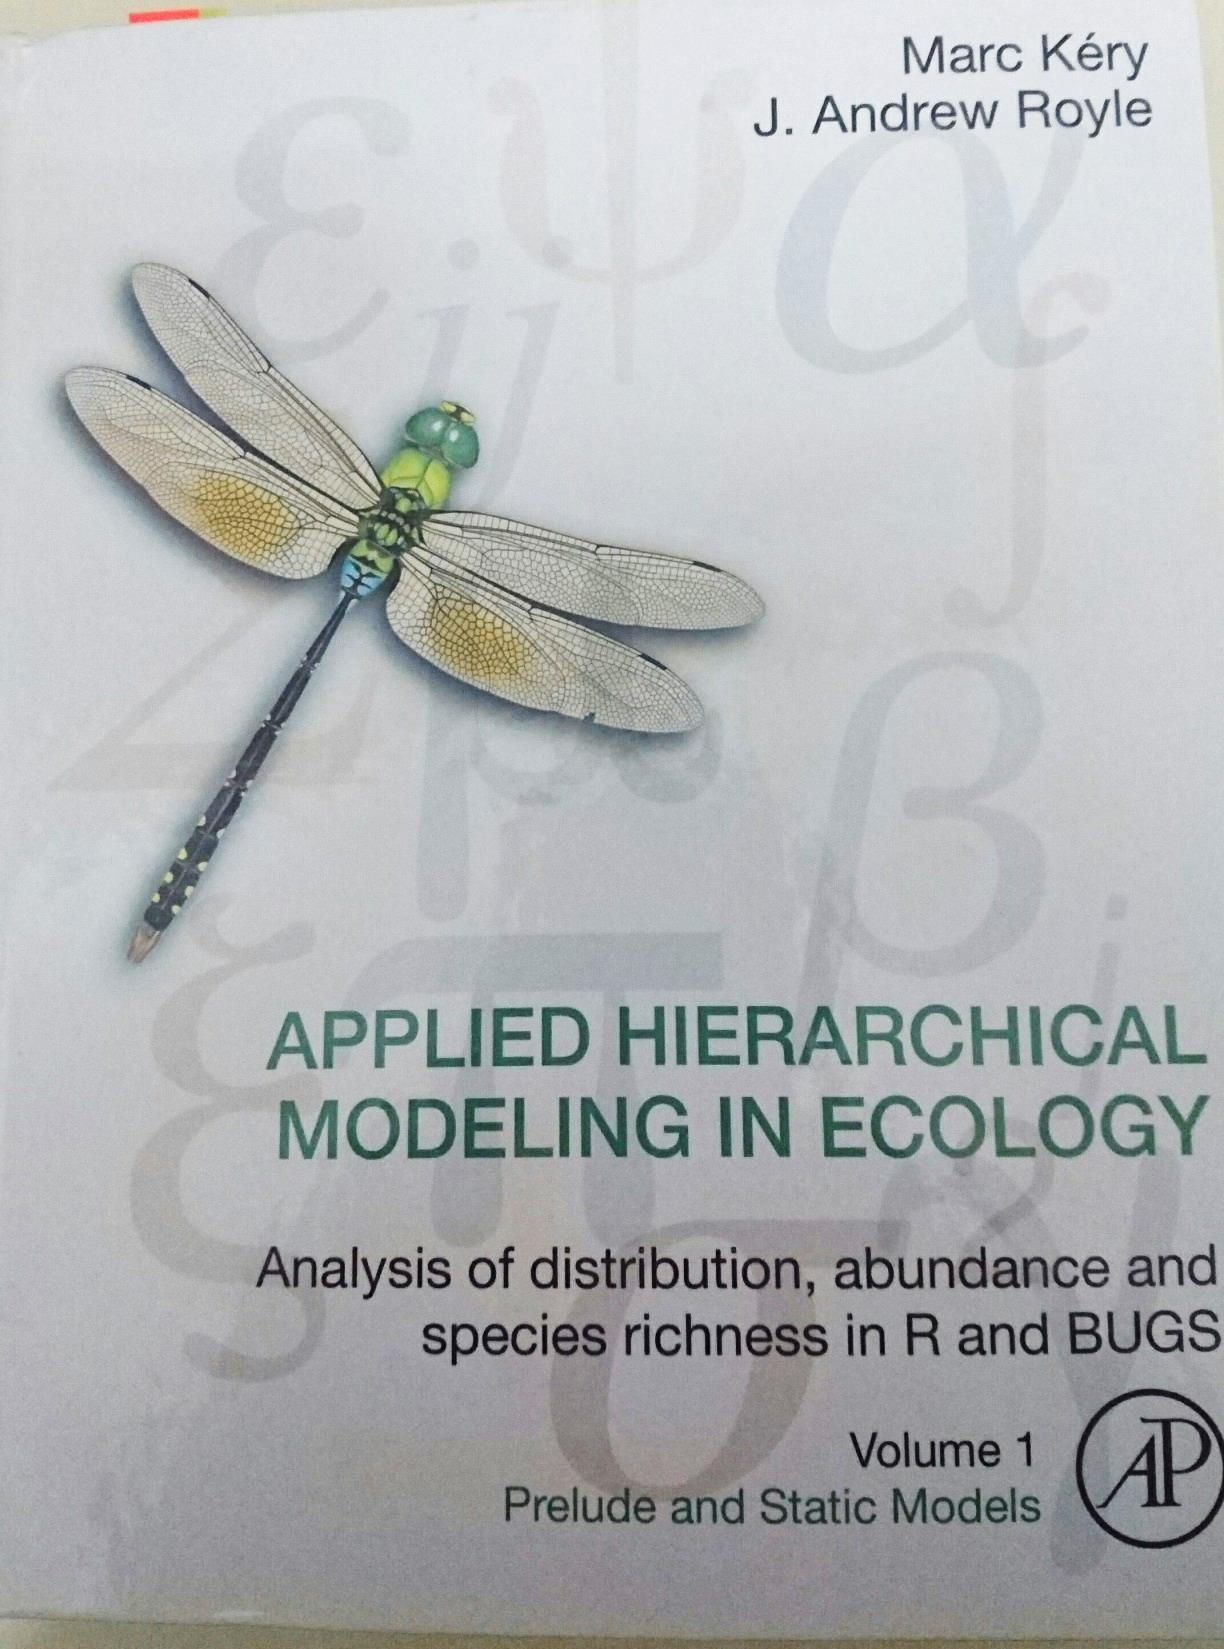 Marc Kéry
J. Andrew Royle
APPLIED HIERARCHICAL
MODELING IN ECOLOGY
Analysis of distribution, abundance and
species richness in R and BUGS
Volume 1
Prelude and Static Models
AP